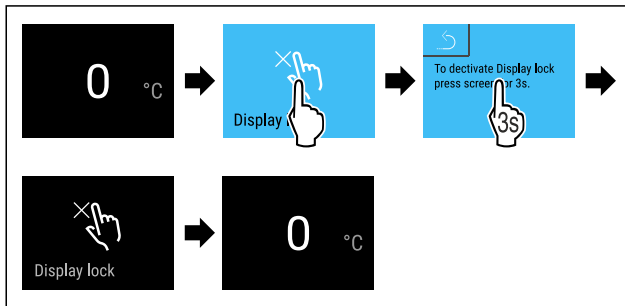 0 °C
Display
To dectivate Display lock
press screen for 3s.
3s
Display lock
0 °C